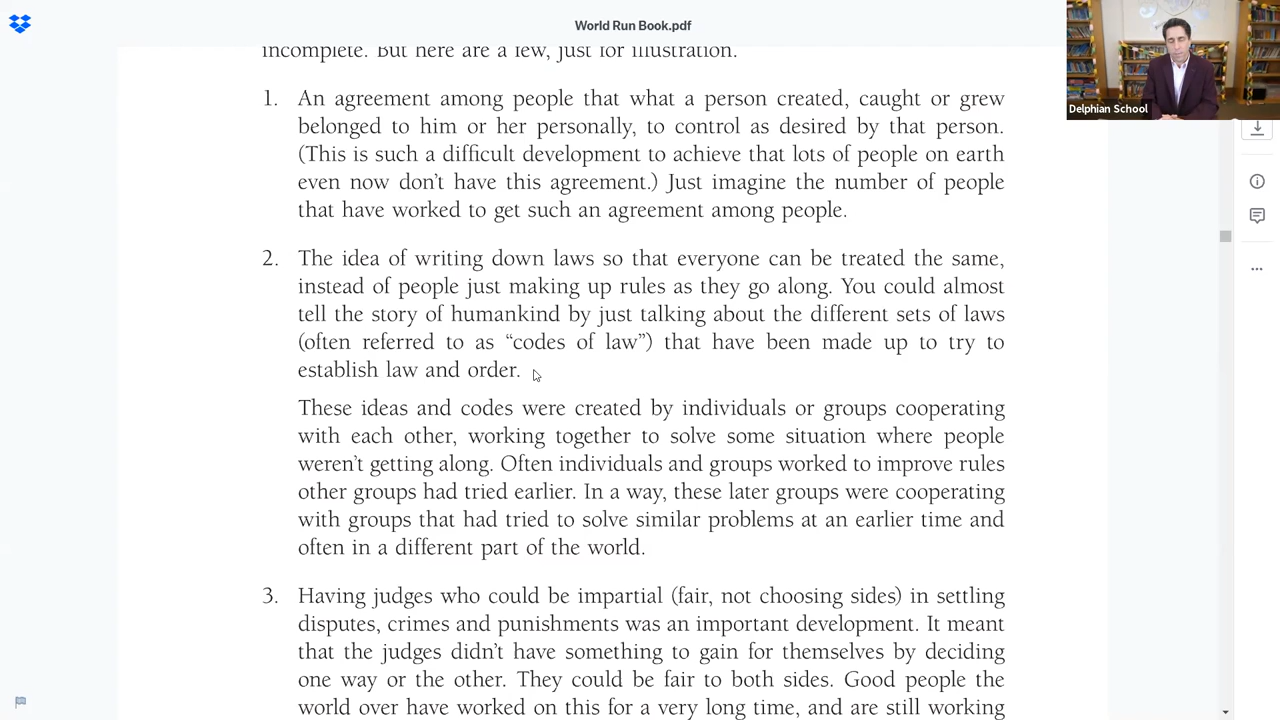 World Run Book.pdf
Delphian School
incomplete. But here are a few, just for illustration.
1. An agreement among people that what a person created, caught or grew
belonged to him or her personally, to control as desired by that person.
(This is such a difficult development to achieve that lots of people on earth
even now don’t have this agreement.) Just imagine the number of people
that have worked to get such an agreement among people.
2. The idea of writing down laws so that everyone can be treated the same,
instead of people just making up rules as they go along. You could almost
tell the story of humankind by just talking about the different sets of laws
(often referred to as “codes of law”) that have been made up to try to
establish law and order.
These ideas and codes were created by individuals or groups cooperating
with each other, working together to solve some situation where people
weren’t getting along. Often individuals and groups worked to improve rules
other groups had tried earlier. In a way, these later groups were cooperating
with groups that had tried to solve similar problems at an earlier time and
often in a different part of the world.
3. Having judges who could be impartial (fair, not choosing sides) in settling
disputes, crimes and punishments was an important development. It meant
that the judges didn’t have something to gain for themselves by deciding
one way or the other. They could be fair to both sides. Good people the
world over have worked on this for a very long time, and are still working